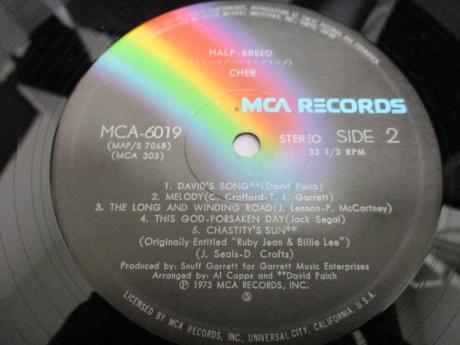 HALF-BREED
CHER
MCA RECORDS
MCA-6019
(MAP/S 7068)
(MCA 303)
STEREO SIDE 2
33 1/3 RPM
1. DAVID'S SONG**(David Paich)
2. MELODY(C. Crofford-T. L. Garrett)
3. THE LONG AND WINDING ROAD(J. Lennon-P. McCartney)
4. THIS GOD-FORSAKEN DAY(Jack Segal)
5. CHASTITY'S SUN**
(Originally Entitled "Ruby Jean & Billie Lee")
(J. Seals-D. Crofts)
Produced by: Snuff Garrett for Garrett Music Enterprises
Arranged by: Al Capps and **David Paich
Ⓟ 1973 MCA RECORDS, INC.
Ⓢ
LICENSED BY MCA RECORDS, INC., UNIVERSAL CITY, CALIFORNIA, U.S.A.